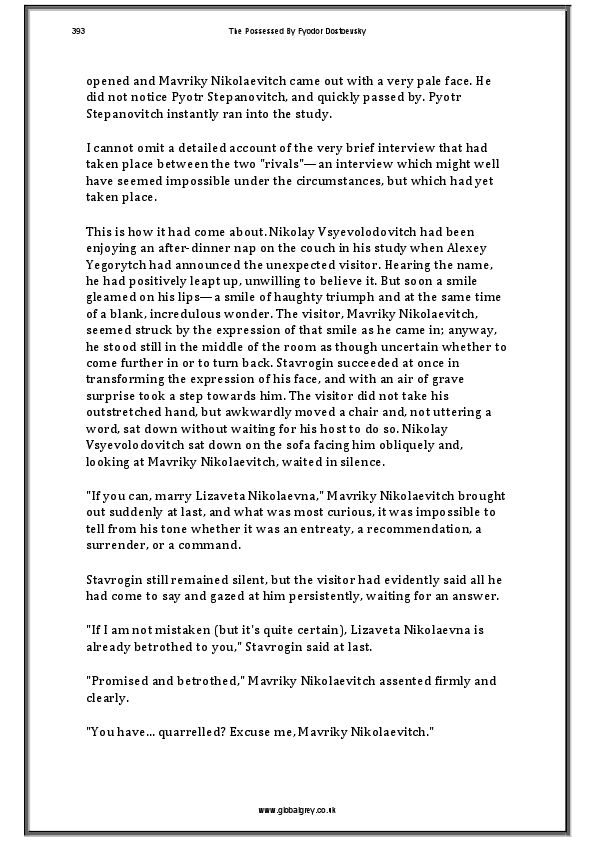 393 The Possessed By Fyodor Dostoevsky
opened and Mavriky Nikolaevitch came out with a very pale face. He
did not notice Pyotr Stepanovitch, and quickly passed by. Pyotr
Stepanovitch instantly ran into the study.
I cannot omit a detailed account of the very brief interview that had
taken place between the two "rivals"—an interview which might well
have seemed impossible under the circumstances, but which had yet
taken place.
This is how it had come about. Nikolay Vsyevolodovitch had been
enjoying an after-dinner nap on the couch in his study when Alexey
Yegorytch had announced the unexpected visitor. Hearing the name,
he had positively leapt up, unwilling to believe it. But soon a smile
gleamed on his lips—a smile of haughty triumph and at the same time
of a blank, incredulous wonder. The visitor, Mavriky Nikolaevitch,
seemed struck by the expression of that smile as he came in; anyway,
he stood still in the middle of the room as though uncertain whether to
come further in or to turn back. Stavrogin succeeded at once in
transforming the expression of his face, and with an air of grave
surprise took a step towards him. The visitor did not take his
outstretched hand, but awkwardly moved a chair and, not uttering a
word, sat down without waiting for his host to do so. Nikolay
Vsyevolodovitch sat down on the sofa facing him obliquely and,
looking at Mavriky Nikolaevitch, waited in silence.
"If you can, marry Lizaveta Nikolaevna," Mavriky Nikolaevitch brought
out suddenly at last, and what was most curious, it was impossible to
tell from his tone whether it was an entreaty, a recommendation, a
surrender, or a command.
Stavrogin still remained silent, but the visitor had evidently said all he
had come to say and gazed at him persistently, waiting for an answer.
"If I am not mistaken (but it's quite certain), Lizaveta Nikolaevna is
already betrothed to you," Stavrogin said at last.
"Promised and betrothed," Mavriky Nikolaevitch assented firmly and
clearly.
"You have... quarrelled? Excuse me, Mavriky Nikolaevitch."
www.globalgrey.co.uk